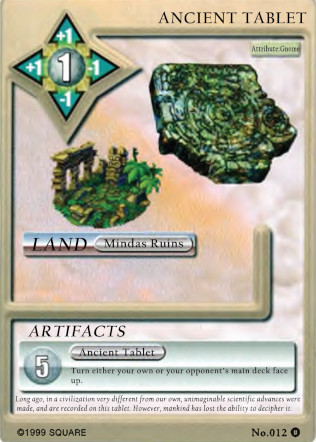 ANCIENT TABLET
Attribute:Gnome
+1
+1 1 +1
-1
LAND Mindas Ruins
ARTIFACTS
5 Ancient Tablet
Turn either your own or your opponent's main deck face
up.
Long ago, in a civilization very different from our own, unimaginable scientific advances were
made, and are recorded on this tablet. However, mankind has lost the ability to decipher it.
©1999 SQUARE No.012